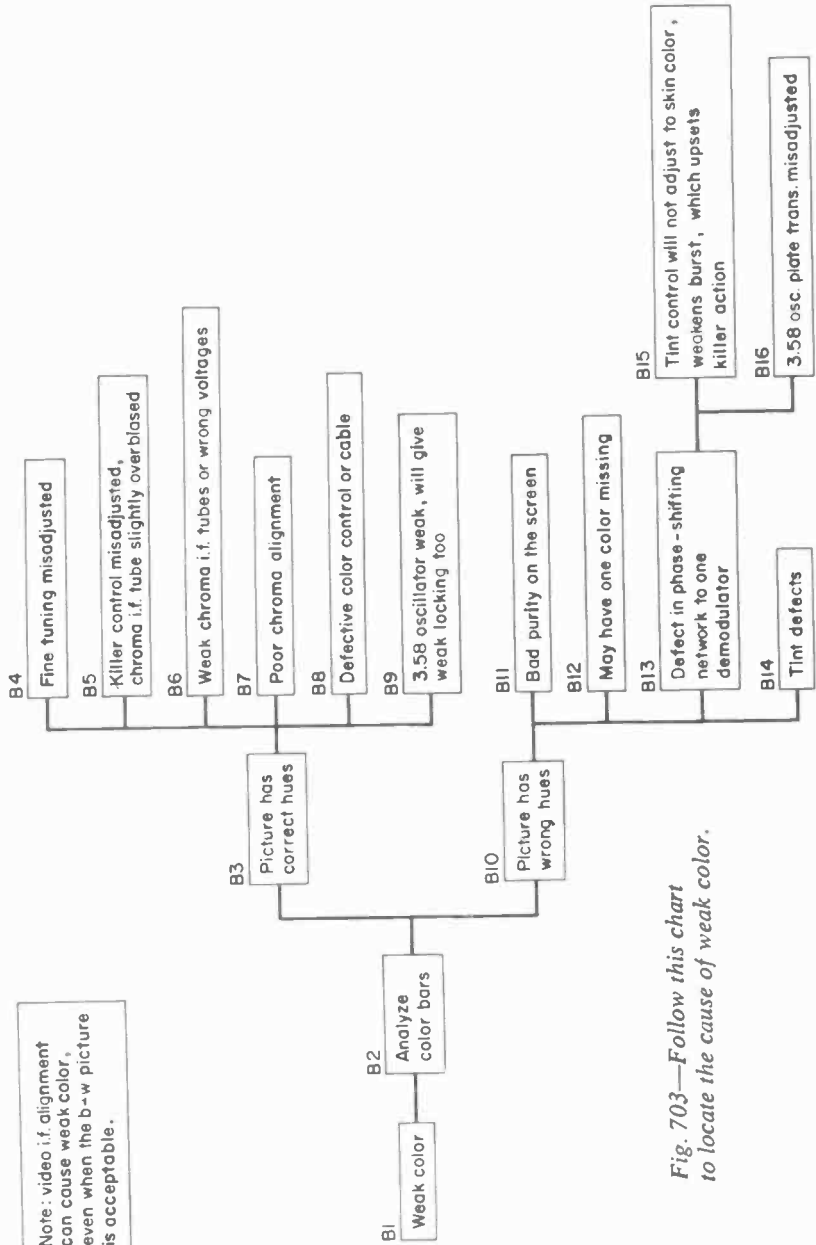 Note: video i.f. alignment
can cause weak color,
even when the b-w picture
is acceptable.
B1
Weak color
B2
Analyze
color bars
B3
Picture has
correct hues
B4
Fine tuning misadjusted
B5
Killer control misadjusted,
chroma i.f. tube slightly overbiased
B6
Weak chroma i.f. tubes or wrong voltages
B7
Poor chroma alignment
B8
Defective color control or cable
B9
3.58 oscillator weak, will give
weak locking too
B10
Picture has
wrong hues
B11
Bad purity on the screen
B12
May have one color missing
B13
Defect in phase-shifting
network to one
demodulator
B14
Tint defects
B15
Tint control will not adjust to skin color,
weakens burst, which upsets
killer action
B16
3.58 osc. plate trans. misadjusted
Fig. 703—Follow this chart
to locate the cause of weak color.